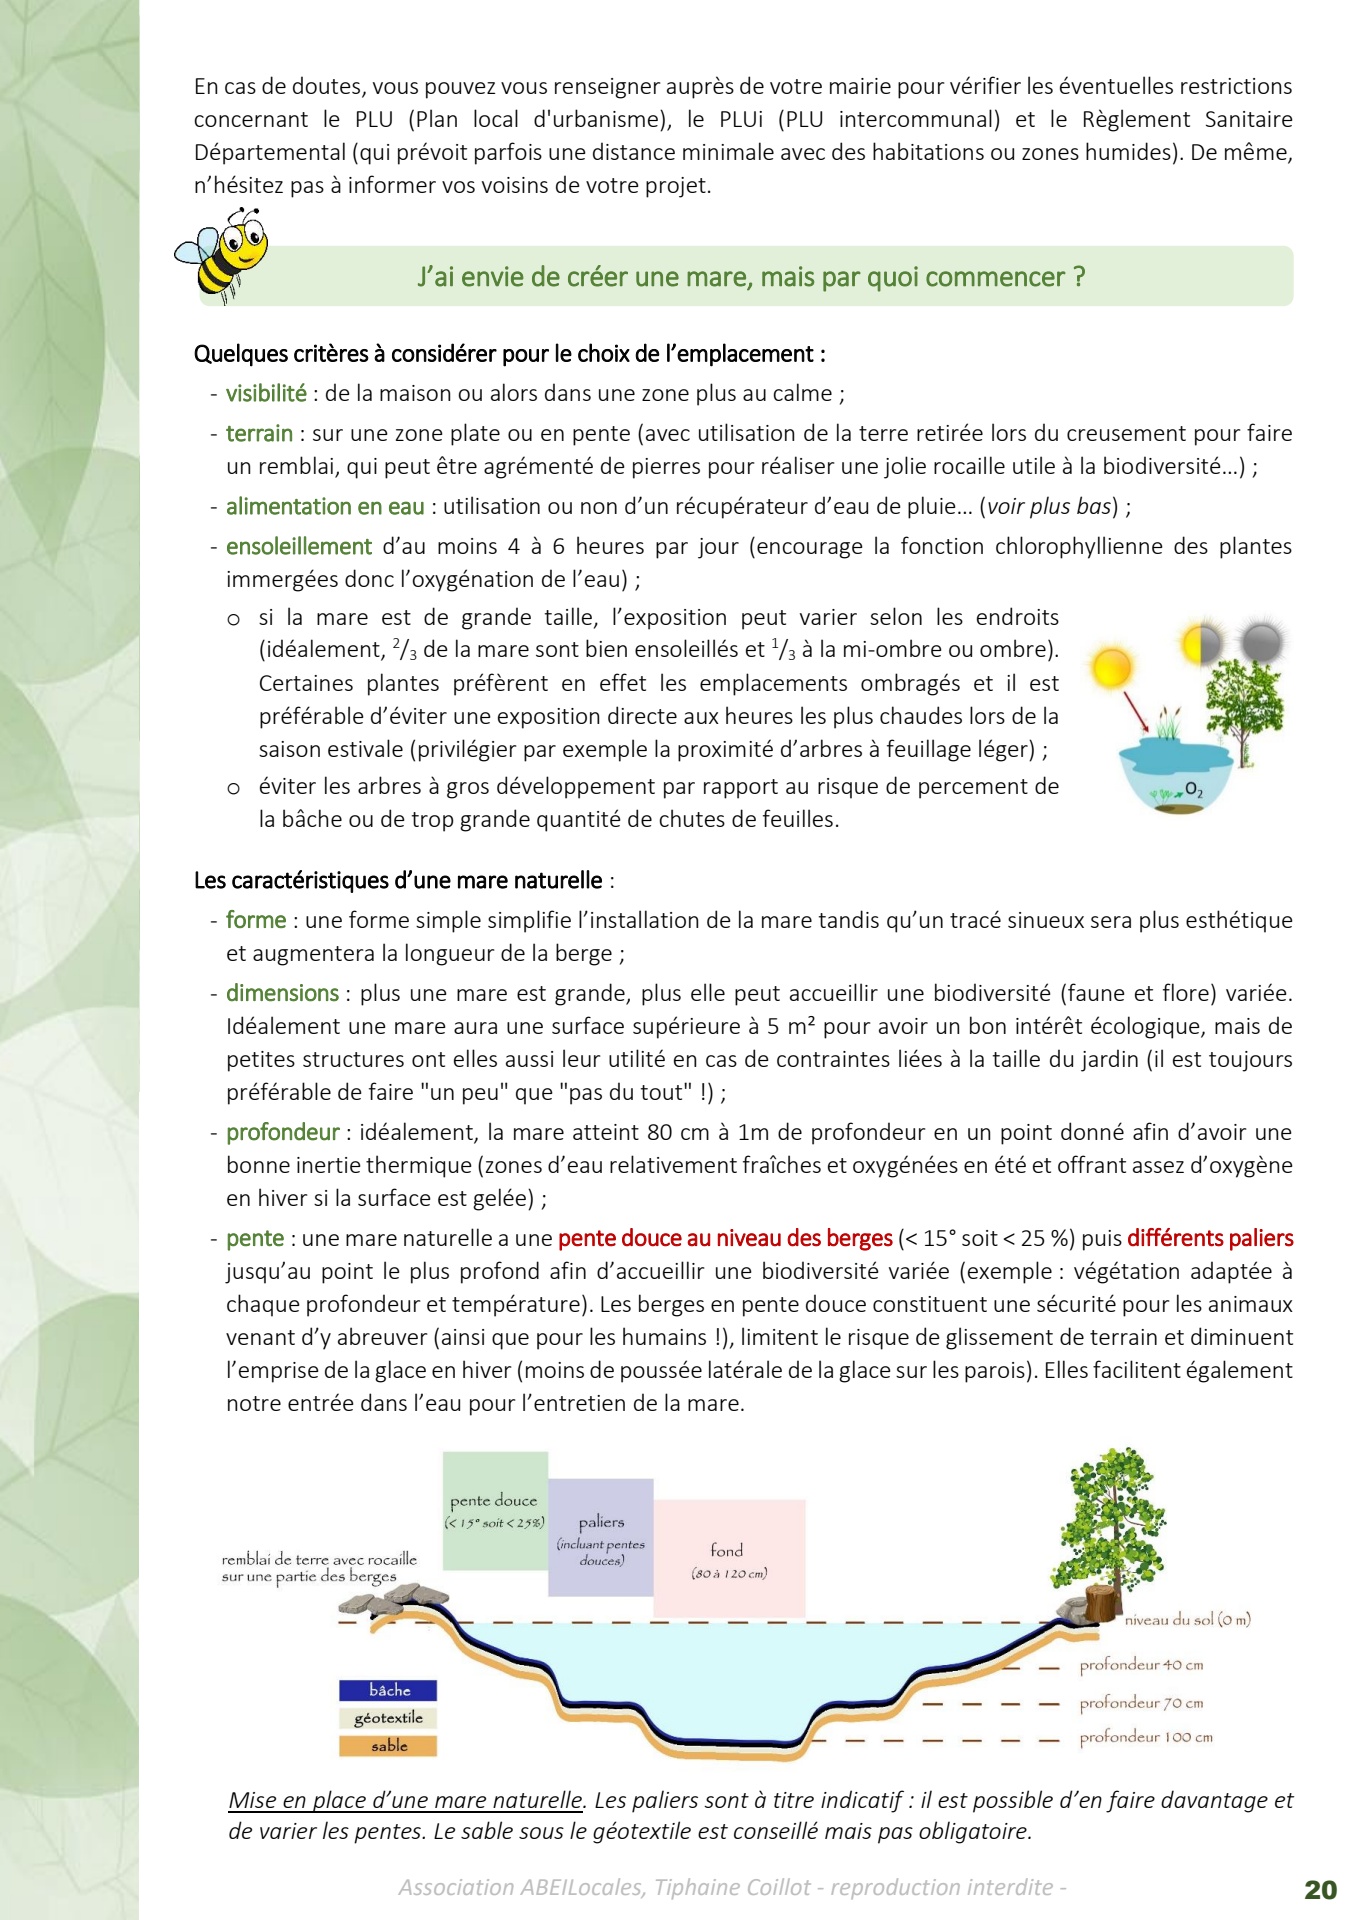 En cas de doutes, vous pouvez vous renseigner auprès de votre mairie pour vérifier les éventuelles restrictions
concernant le PLU (Plan local d'urbanisme), le PLUi (PLU intercommunal) et le Règlement Sanitaire
Départemental (qui prévoit parfois une distance minimale avec des habitations ou zones humides). De même,
n’hésitez pas à informer vos voisins de votre projet.
J’ai envie de créer une mare, mais par quoi commencer ?
Quelques critères à considérer pour le choix de l’emplacement :
- visibilité : de la maison ou alors dans une zone plus au calme ;
- terrain : sur une zone plate ou en pente (avec utilisation de la terre retirée lors du creusement pour faire
un remblai, qui peut être agrémenté de pierres pour réaliser une jolie rocaille utile à la biodiversité…) ;
- alimentation en eau : utilisation ou non d’un récupérateur d’eau de pluie… (voir plus bas) ;
- ensoleillement d’au moins 4 à 6 heures par jour (encourage la fonction chlorophyllienne des plantes
immergées donc l’oxygénation de l’eau) ;
o si la mare est de grande taille, l’exposition peut varier selon les endroits
(idéalement, 2/3 de la mare sont bien ensoleillés et 1/3 à la mi-ombre ou ombre).
Certaines plantes préfèrent en effet les emplacements ombragés et il est
préférable d’éviter une exposition directe aux heures les plus chaudes lors de la
saison estivale (privilégier par exemple la proximité d’arbres à feuillage léger) ;
o éviter les arbres à gros développement par rapport au risque de percement de
la bâche ou de trop grande quantité de chutes de feuilles.
O2
Les caractéristiques d’une mare naturelle :
- forme : une forme simple simplifie l’installation de la mare tandis qu’un tracé sinueux sera plus esthétique
et augmentera la longueur de la berge ;
- dimensions : plus une mare est grande, plus elle peut accueillir une biodiversité (faune et flore) variée.
Idéalement une mare aura une surface supérieure à 5 m² pour avoir un bon intérêt écologique, mais de
petites structures ont elles aussi leur utilité en cas de contraintes liées à la taille du jardin (il est toujours
préférable de faire "un peu" que "pas du tout" !) ;
- profondeur : idéalement, la mare atteint 80 cm à 1m de profondeur en un point donné afin d’avoir une
bonne inertie thermique (zones d’eau relativement fraîches et oxygénées en été et offrant assez d’oxygène
en hiver si la surface est gelée) ;
- pente : une mare naturelle a une pente douce au niveau des berges (< 15° soit < 25 %) puis différents paliers
jusqu’au point le plus profond afin d’accueillir une biodiversité variée (exemple : végétation adaptée à
chaque profondeur et température). Les berges en pente douce constituent une sécurité pour les animaux
venant d’y abreuver (ainsi que pour les humains !), limitent le risque de glissement de terrain et diminuent
l’emprise de la glace en hiver (moins de poussée latérale de la glace sur les parois). Elles facilitent également
notre entrée dans l’eau pour l’entretien de la mare.
pente douce
(< 15° soit < 25%)
paliers
(incluant pentes
douces)
fond
(80 à 120 cm)
remblai de terre avec rocaille
sur une partie des berges
niveau du sol (0 m)
profondeur 40 cm
profondeur 70 cm
profondeur 100 cm
bâche
géotextile
sable
Mise en place d’une mare naturelle. Les paliers sont à titre indicatif : il est possible d’en faire davantage et
de varier les pentes. Le sable sous le géotextile est conseillé mais pas obligatoire.
Association ABEILocales, Tiphaine Coillot - reproduction interdite -
20